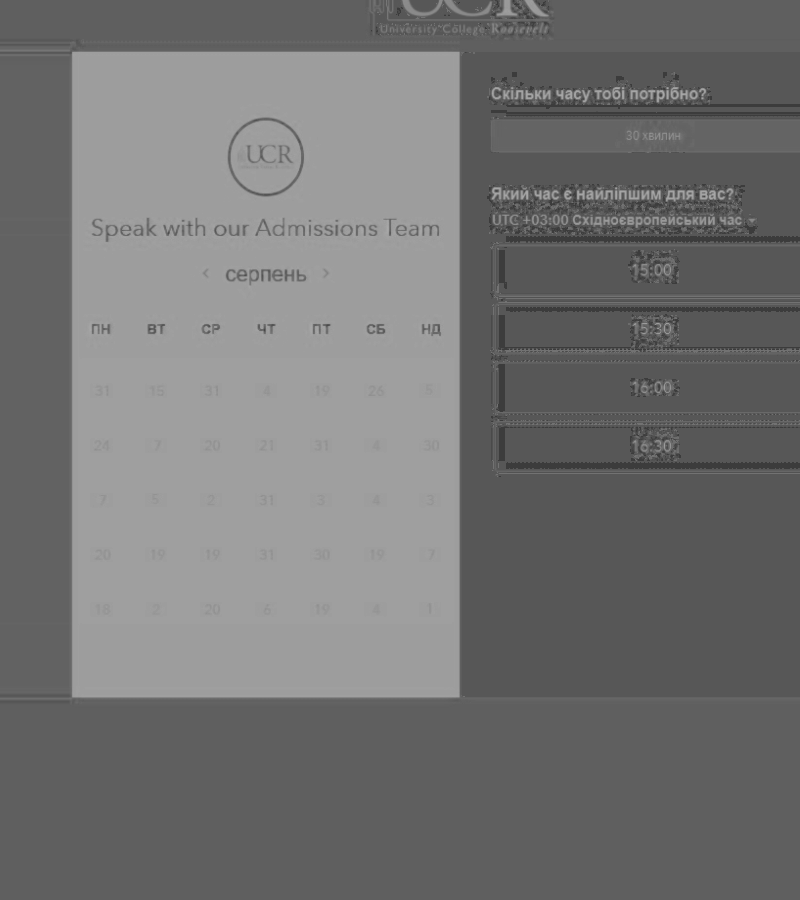 UCR
University College Roosevelt
UCR
Speak with our Admissions Team
‹ серпень ›
ПН ВТ СР ЧТ ПТ СБ НД
31 15 31 4 19 26 5
24 7 20 21 31 4 30
7 5 2 31 3 4 3
20 19 19 31 30 19 7
18 2 20 6 19 4 1
Скільки часу тобі потрібно?
30 хвилин
Який час є найліпшим для вас?
UTC +03:00 Східноєвропейський час
15:00
15:30
16:00
16:30